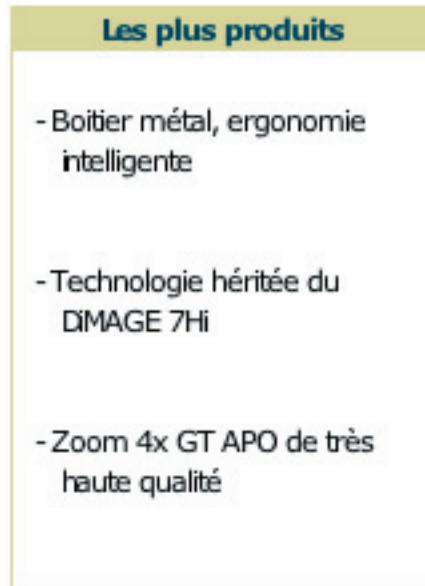 Les plus produits
- Boitier métal, ergonomie
intelligente
- Technologie héritée du
DiMAGE 7Hi
- Zoom 4x GT APO de très
haute qualité